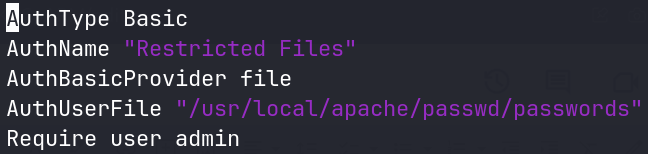 AuthType Basic
AuthName "Restricted Files"
AuthBasicProvider file
AuthUserFile "/usr/local/apache/passwd/passwords"
Require user admin